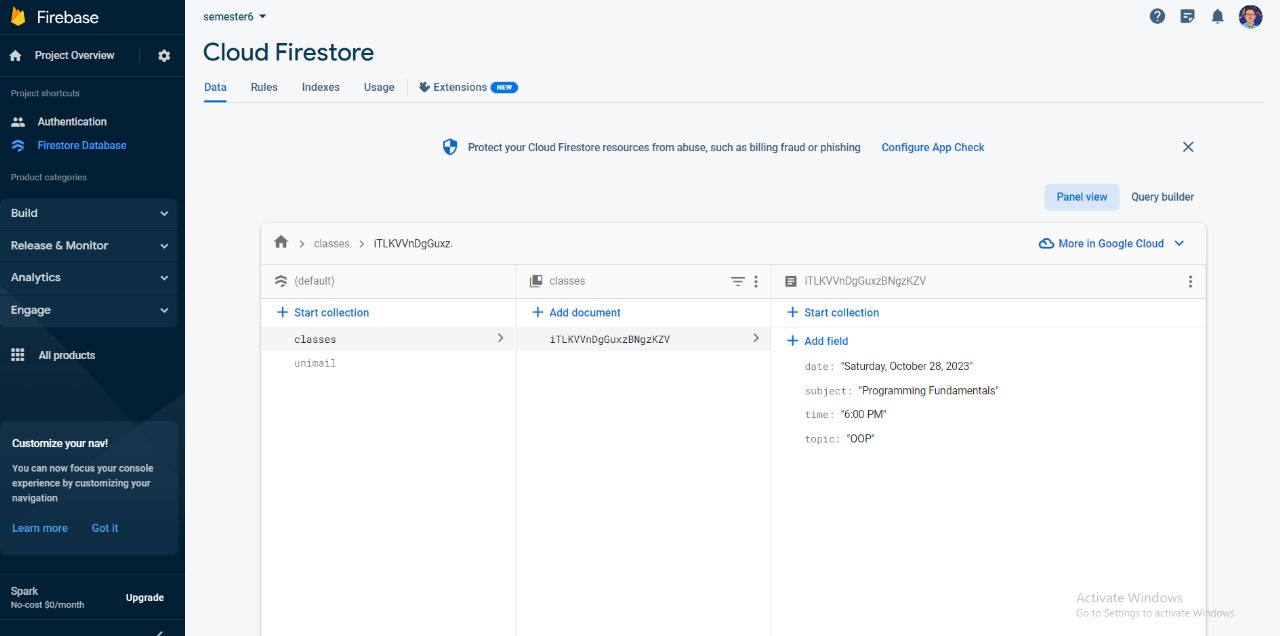 Firebase
semester6
Cloud Firestore
Project Overview
Data Rules Indexes Usage Extensions NEW
Project shortcuts
Authentication
Firestore Database
Product categories
Build
Release & Monitor
Analytics
Engage
All products
Customize your nav!
You can now focus your console
experience by customizing your
navigation
Learn more Got it
Spark
No-cost $0/month
Upgrade
Protect your Cloud Firestore resources from abuse, such as billing fraud or phishing Configure App Check
Panel view Query builder
classes iTLKVVnDgGuxz.
More in Google Cloud
(default)
Start collection
classes
unimail
classes
Add document
iTLKVVnDgGuxzBNgzKZV
iTLKVVnDgGuxzBNgzKZV
Start collection
Add field
date: "Saturday, October 28, 2023"
subject: "Programming Fundamentals"
time: "6:00 PM"
topic: "OOP"
Activate Windows
Go to Settings to activate Windows.